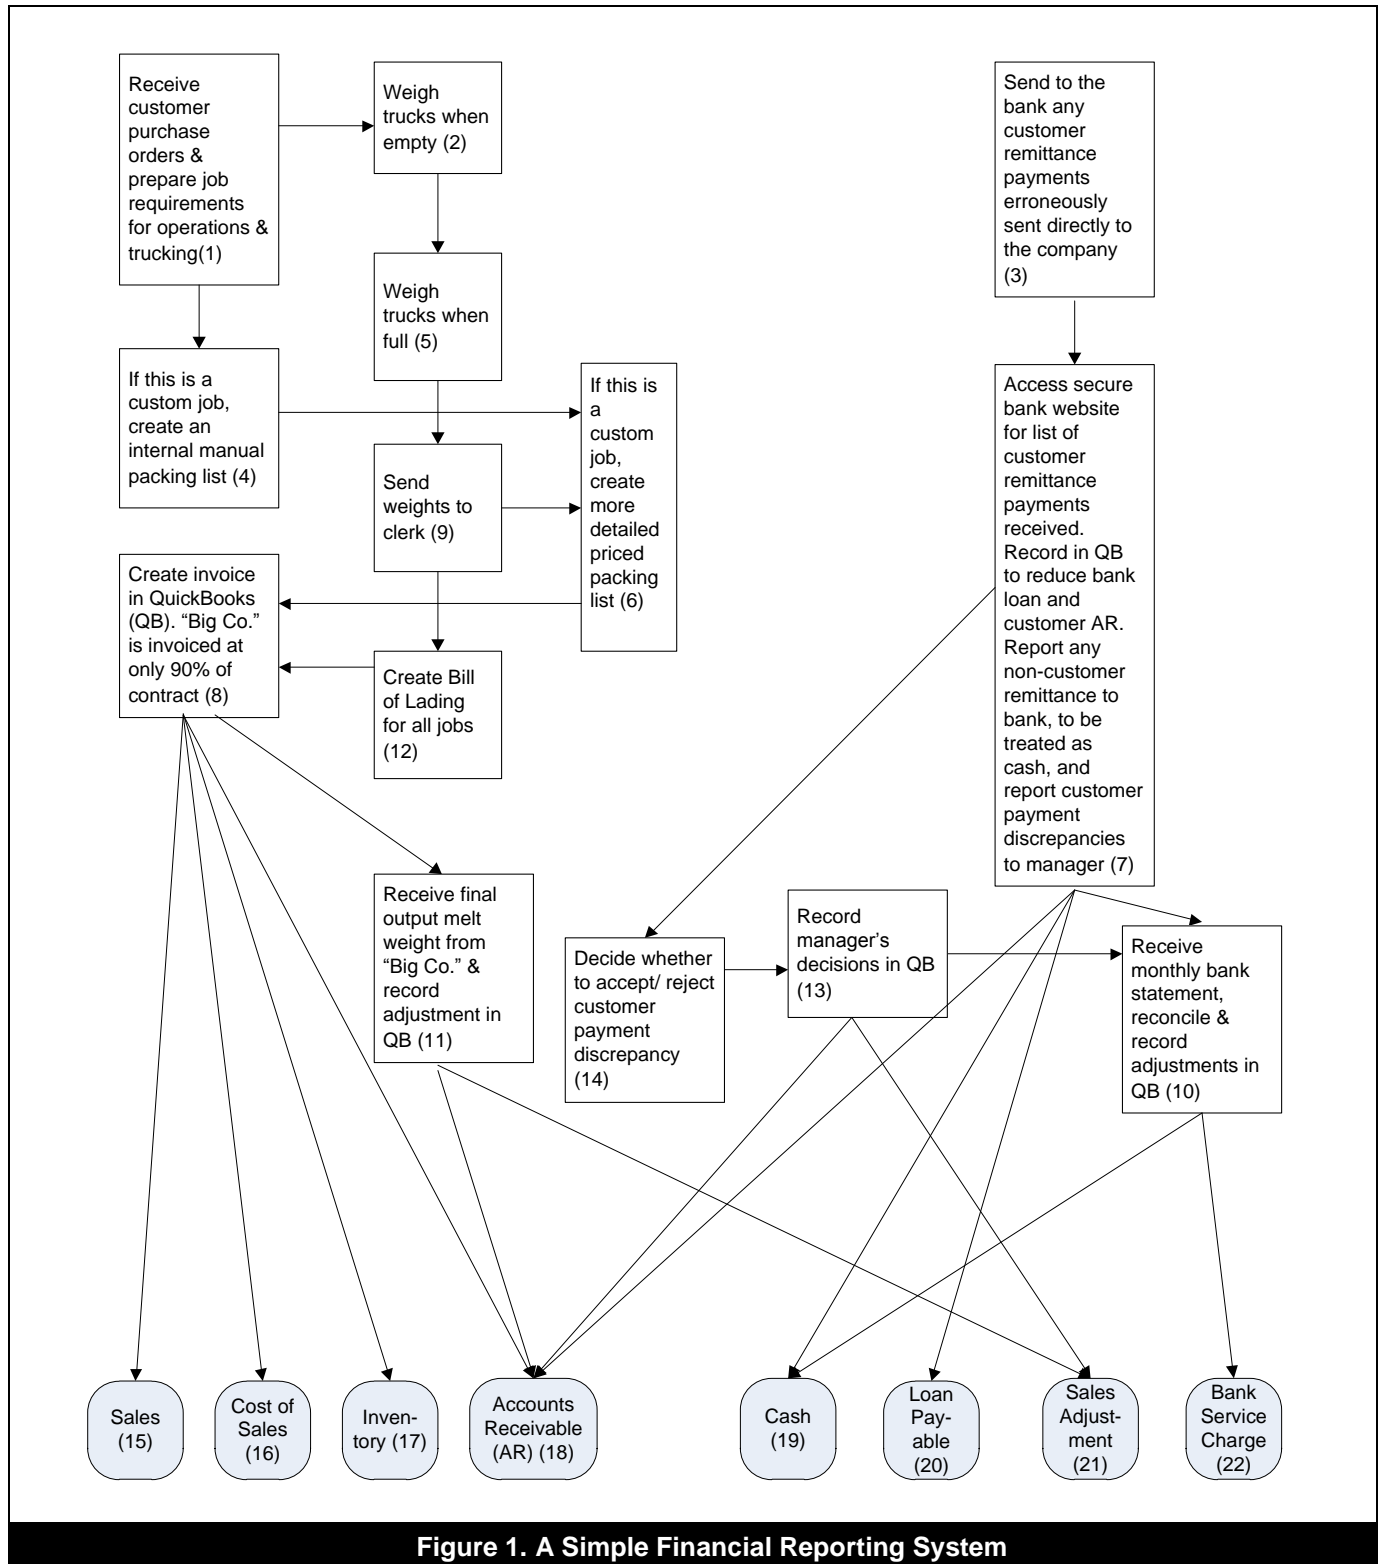 Receive
customer
purchase
orders &
prepare job
requirements
for operations &
trucking(1)
Weigh
trucks when
empty (2)
Send to the
bank any
customer
remittance
payments
erroneously
sent directly to
the company
(3)
Weigh
trucks when
full (5)
If this is a
custom job,
create an
internal manual
packing list (4)
If this is
a
custom
job,
create
more
detailed
priced
packing
list (6)
Access secure
bank website
for list of
customer
remittance
payments
received.
Record in QB
to reduce bank
loan and
customer AR.
Report any
non-customer
remittance to
bank, to be
treated as
cash, and
report customer
payment
discrepancies
to manager (7)
Send
weights to
clerk (9)
Create invoice
in QuickBooks
(QB). “Big Co.”
is invoiced at
only 90% of
contract (8)
Create Bill
of Lading
for all jobs
(12)
Receive final
output melt
weight from
“Big Co.” &
record
adjustment in
QB (11)
Decide whether
to accept/ reject
customer
payment
discrepancy
(14)
Record
manager’s
decisions in QB
(13)
Receive
monthly bank
statement,
reconcile &
record
adjustments in
QB (10)
Sales
(15)
Cost of
Sales
(16)
Inven-
tory (17)
Accounts
Receivable
(AR) (18)
Cash
(19)
Loan
Pay-
able
(20)
Sales
Adjust-
ment
(21)
Bank
Service
Charge
(22)
Figure 1. A Simple Financial Reporting System